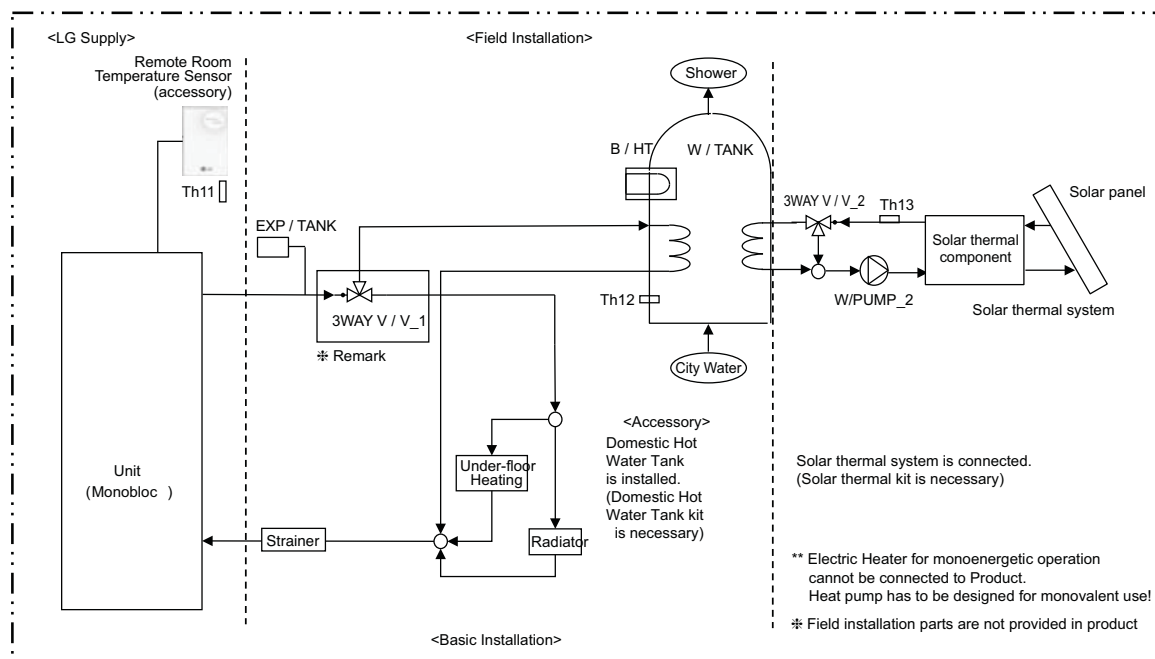 <LG Supply>
<Field Installation>
Remote Room
Temperature Sensor
(accessory)
Th11
EXP / TANK
3WAY V / V_1
❈ Remark
Shower
B / HT
W / TANK
Th12
City Water
3WAY V / V_2
Th13
W/PUMP_2
Solar thermal
component
Solar panel
Solar thermal system
Unit
(Monobloc )
Strainer
Under-floor
Heating
Radiator
<Accessory>
Domestic Hot
Water Tank
is installed.
(Domestic Hot
Water Tank kit
is necessary)
Solar thermal system is connected.
(Solar thermal kit is necessary)
** Electric Heater for monoenergetic operation
cannot be connected to Product.
Heat pump has to be designed for monovalent use!
❈ Field installation parts are not provided in product
<Basic Installation>